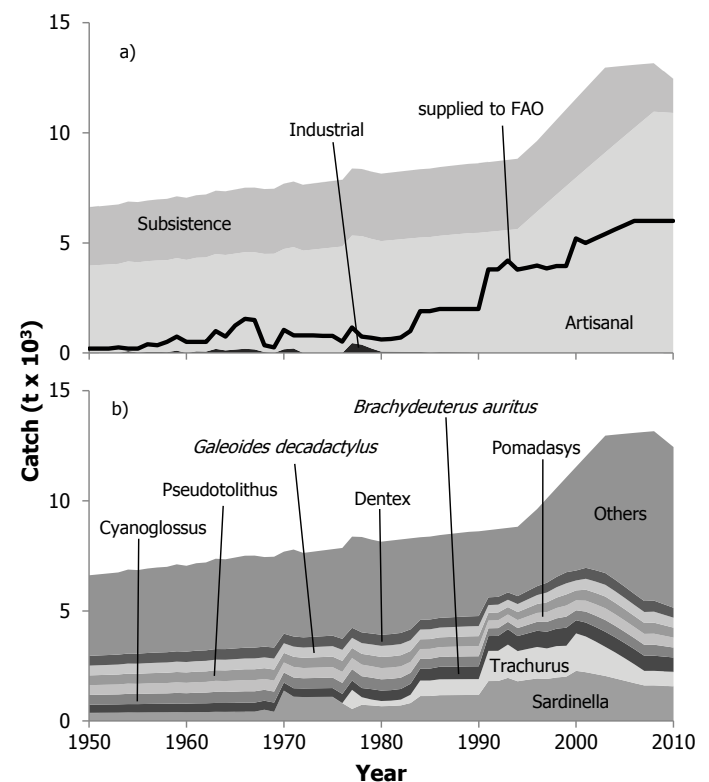 15
a)
supplied to FAO
Industrial
10
Subsistence
5
Artisanal
0
Catch (t x 10³)
15
b)
Brachydeuterus auritus
Galeoides decadactylus
Pomadasys
Pseudotolithus
Dentex
10
Cyanoglossus
Others
5
Trachurus
Sardinella
0
1950 1960 1970 1980 1990 2000 2010
Year